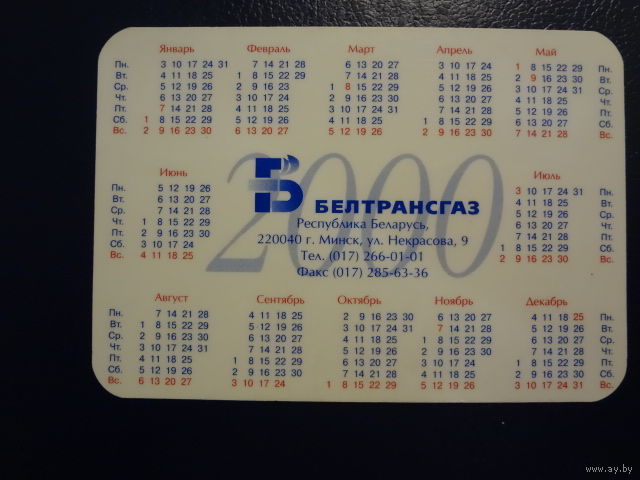 Январь Февраль Март Апрель Май
Пн. 3 10 17 24 31 7 14 21 28 6 13 20 27 3 10 17 24 1 8 15 22 29 Пн.
Вт. 4 11 18 25 1 8 15 22 29 7 14 21 28 4 11 18 25 2 9 16 23 30 Вт.
Ср. 5 12 19 26 2 9 16 23 1 8 15 22 29 5 12 19 26 3 10 17 24 31 Ср.
Чт. 6 13 20 27 3 10 17 24 2 9 16 23 30 6 13 20 27 4 11 18 25 Чт.
Пт. 7 14 21 28 4 11 18 25 3 10 17 24 31 7 14 21 28 5 12 19 26 Пт.
Сб. 1 8 15 22 29 5 12 19 26 4 11 18 25 1 8 15 22 29 6 13 20 27 Сб.
Вс. 2 9 16 23 30 6 13 20 27 5 12 19 26 2 9 16 23 30 7 14 21 28 Вс.
Июнь Июль
Пн. 5 12 19 26 3 10 17 24 31 Пн.
Вт. 6 13 20 27 4 11 18 25 Вт.
Ср. 7 14 21 28 5 12 19 26 Ср.
Чт. 1 8 15 22 29 6 13 20 27 Чт.
Пт. 2 9 16 23 30 7 14 21 28 Пт.
Сб. 3 10 17 24 1 8 15 22 29 Сб.
Вс. 4 11 18 25 2 9 16 23 30 Вс.
2000
БЕЛТРАНСГАЗ
Республика Беларусь,
220040 г. Минск, ул. Некрасова, 9
Тел. (017) 266-01-01
Факс (017) 285-63-36
Август Сентябрь Октябрь Ноябрь Декабрь
Пн. 7 14 21 28 4 11 18 25 2 9 16 23 30 6 13 20 27 4 11 18 25 Пн.
Вт. 1 8 15 22 29 5 12 19 26 3 10 17 24 31 7 14 21 28 5 12 19 26 Вт.
Ср. 2 9 16 23 30 6 13 20 27 4 11 18 25 1 8 15 22 29 6 13 20 27 Ср.
Чт. 3 10 17 24 31 7 14 21 28 5 12 19 26 2 9 16 23 30 7 14 21 28 Чт.
Пт. 4 11 18 25 1 8 15 22 29 6 13 20 27 3 10 17 24 1 8 15 22 29 Пт.
Сб. 5 12 19 26 2 9 16 23 30 7 14 21 28 4 11 18 25 2 9 16 23 30 Сб.
Вс. 6 13 20 27 3 10 17 24 1 8 15 22 29 5 12 19 26 3 10 17 24 31 Вс.
www.ay.by